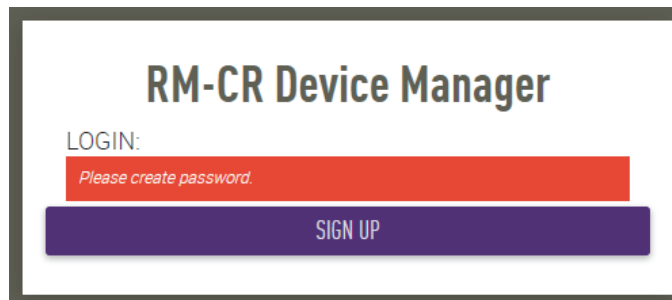 RM-CR Device Manager
LOGIN:
Please create password.
SIGN UP